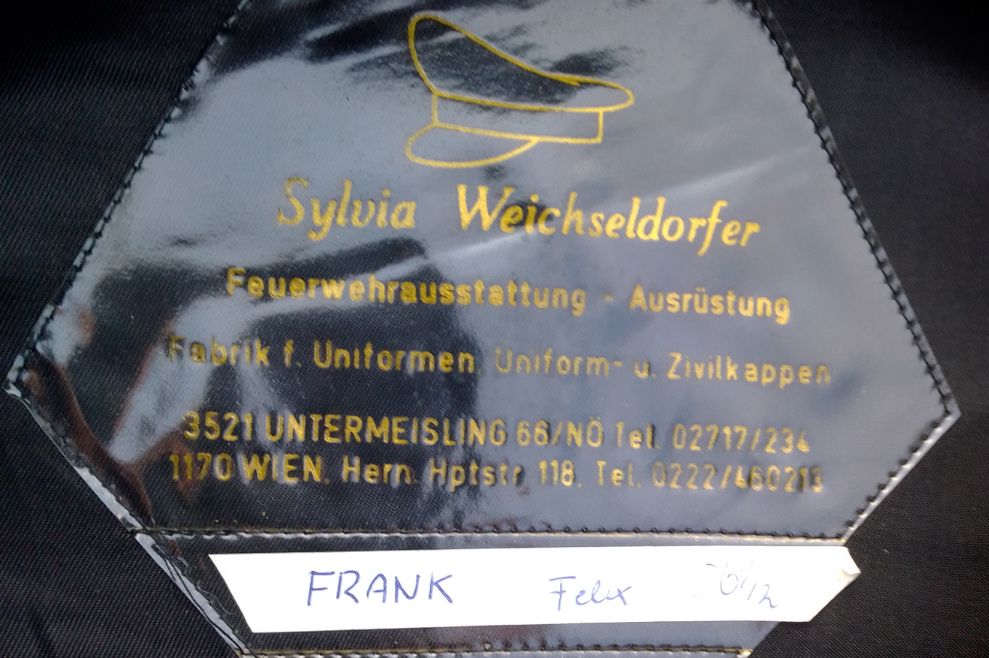 Sylvia Weichseldorfer
Feuerwehrausstattung - Ausrüstung
Fabrik f. Uniformen, Uniform- u. Zivilkappen
3521 UNTERMEISLING 66/NÖ Tel. 02717/234
1170 WIEN, Hern. Hptstr. 118, Tel. 0222/460213
FRANK Felix